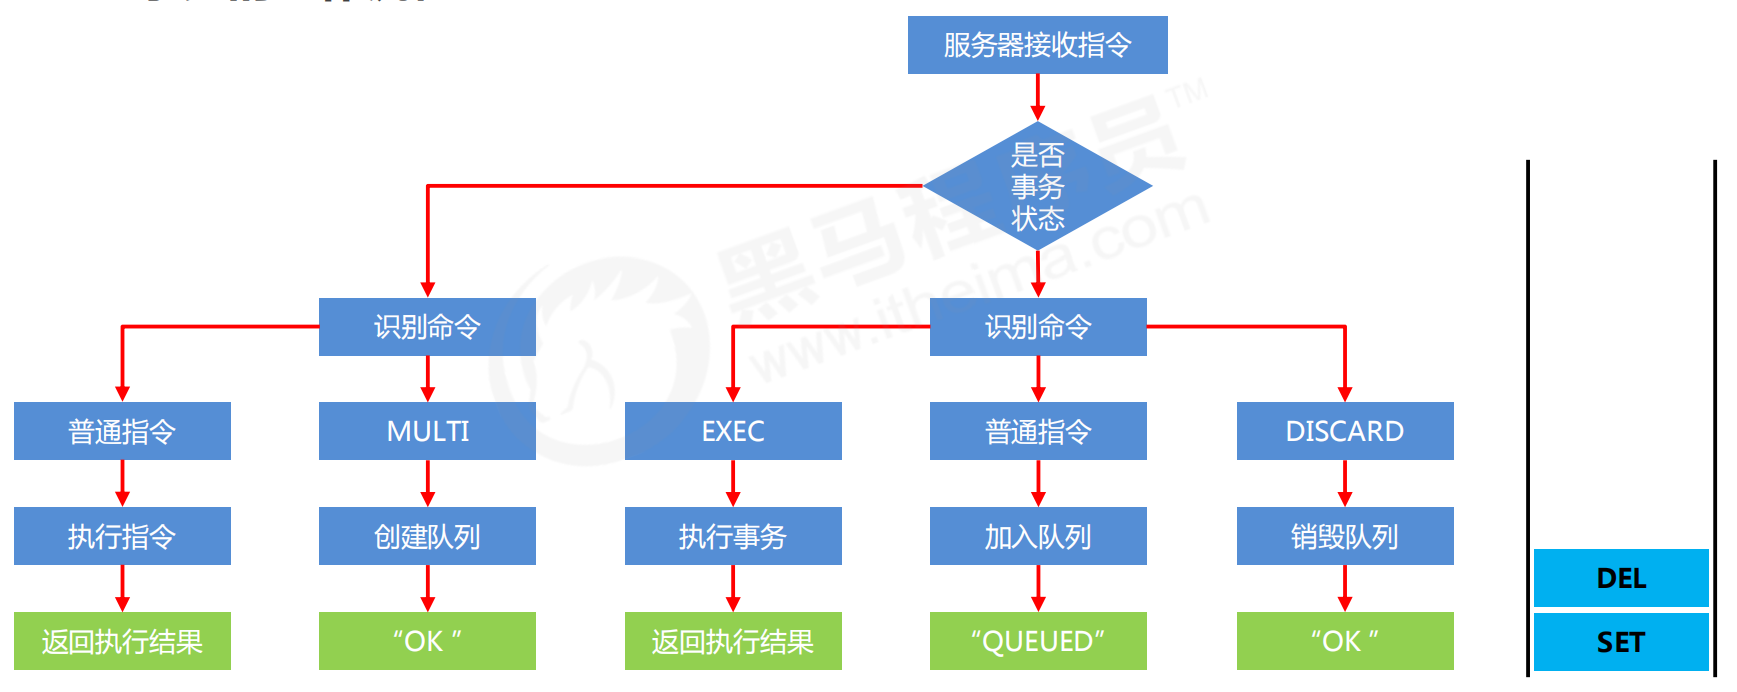 服务器接收指令
是否
事务
状态
识别命令
识别命令
普通指令
MULTI
EXEC
普通指令
DISCARD
执行指令
创建队列
执行事务
加入队列
销毁队列
返回执行结果
“OK ”
返回执行结果
“QUEUED”
“OK ”
DEL
SET
黑马程序员™
www.itheima.com